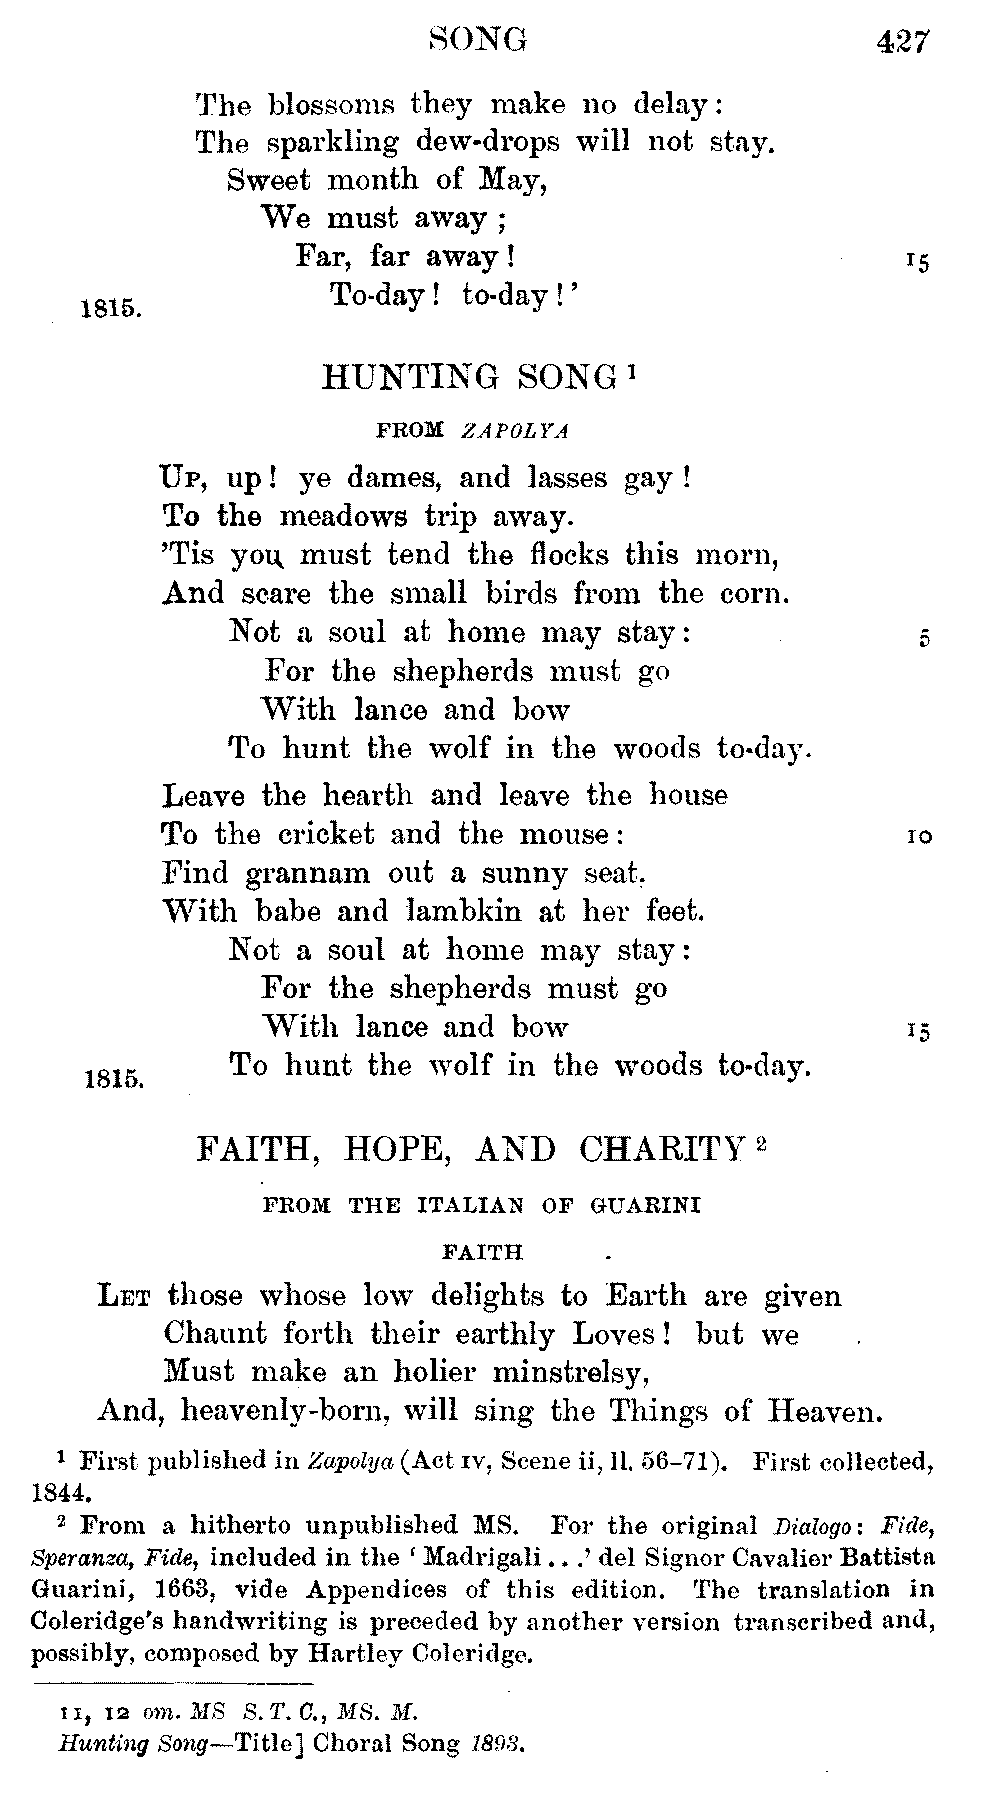 SONG 427
The blossoms they make no delay:
The sparkling dew-drops will not stay.
Sweet month of May,
We must away;
Far, far away! 15
To-day! to-day!'
1815.
HUNTING SONG ¹
FROM ZAPOLYA
UP, up! ye dames, and lasses gay!
To the meadows trip away.
'Tis you must tend the flocks this morn,
And scare the small birds from the corn.
Not a soul at home may stay: 5
For the shepherds must go
With lance and bow
To hunt the wolf in the woods to-day.
Leave the hearth and leave the house
To the cricket and the mouse: 10
Find grannam out a sunny seat.
With babe and lambkin at her feet.
Not a soul at home may stay:
For the shepherds must go
With lance and bow 15
To hunt the wolf in the woods to-day.
1815.
FAITH, HOPE, AND CHARITY ²
FROM THE ITALIAN OF GUARINI
FAITH
LET those whose low delights to Earth are given
Chaunt forth their earthly Loves! but we
Must make an holier minstrelsy,
And, heavenly-born, will sing the Things of Heaven.
¹ First published in Zapolya (Act IV, Scene ii, ll. 56-71). First collected,
1844.
² From a hitherto unpublished MS. For the original Dialogo: Fide,
Speranza, Fide, included in the 'Madrigali . . .' del Signor Cavalier Battista
Guarini, 1663, vide Appendices of this edition. The translation in
Coleridge's handwriting is preceded by another version transcribed and,
possibly, composed by Hartley Coleridge.
11, 12 om. MS S. T. C., MS. M.
Hunting Song—Title] Choral Song 1893.